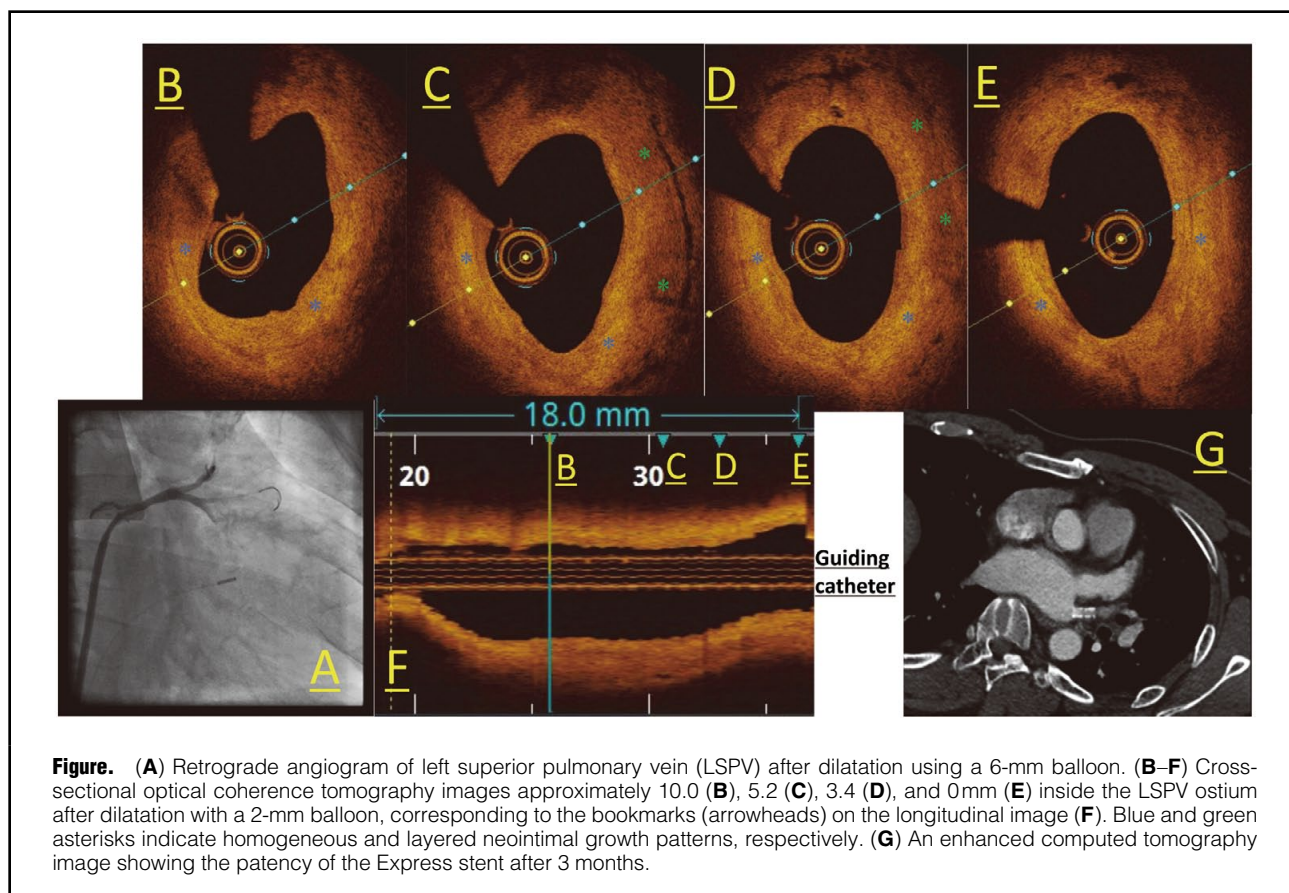 B
C
D
E
18.0 mm
20
B
30
C
D
E
Guiding
catheter
G
A
F
Figure. (A) Retrograde angiogram of left superior pulmonary vein (LSPV) after dilatation using a 6-mm balloon. (B–F) Cross-
sectional optical coherence tomography images approximately 10.0 (B), 5.2 (C), 3.4 (D), and 0 mm (E) inside the LSPV ostium
after dilatation with a 2-mm balloon, corresponding to the bookmarks (arrowheads) on the longitudinal image (F). Blue and green
asterisks indicate homogeneous and layered neointimal growth patterns, respectively. (G) An enhanced computed tomography
image showing the patency of the Express stent after 3 months.